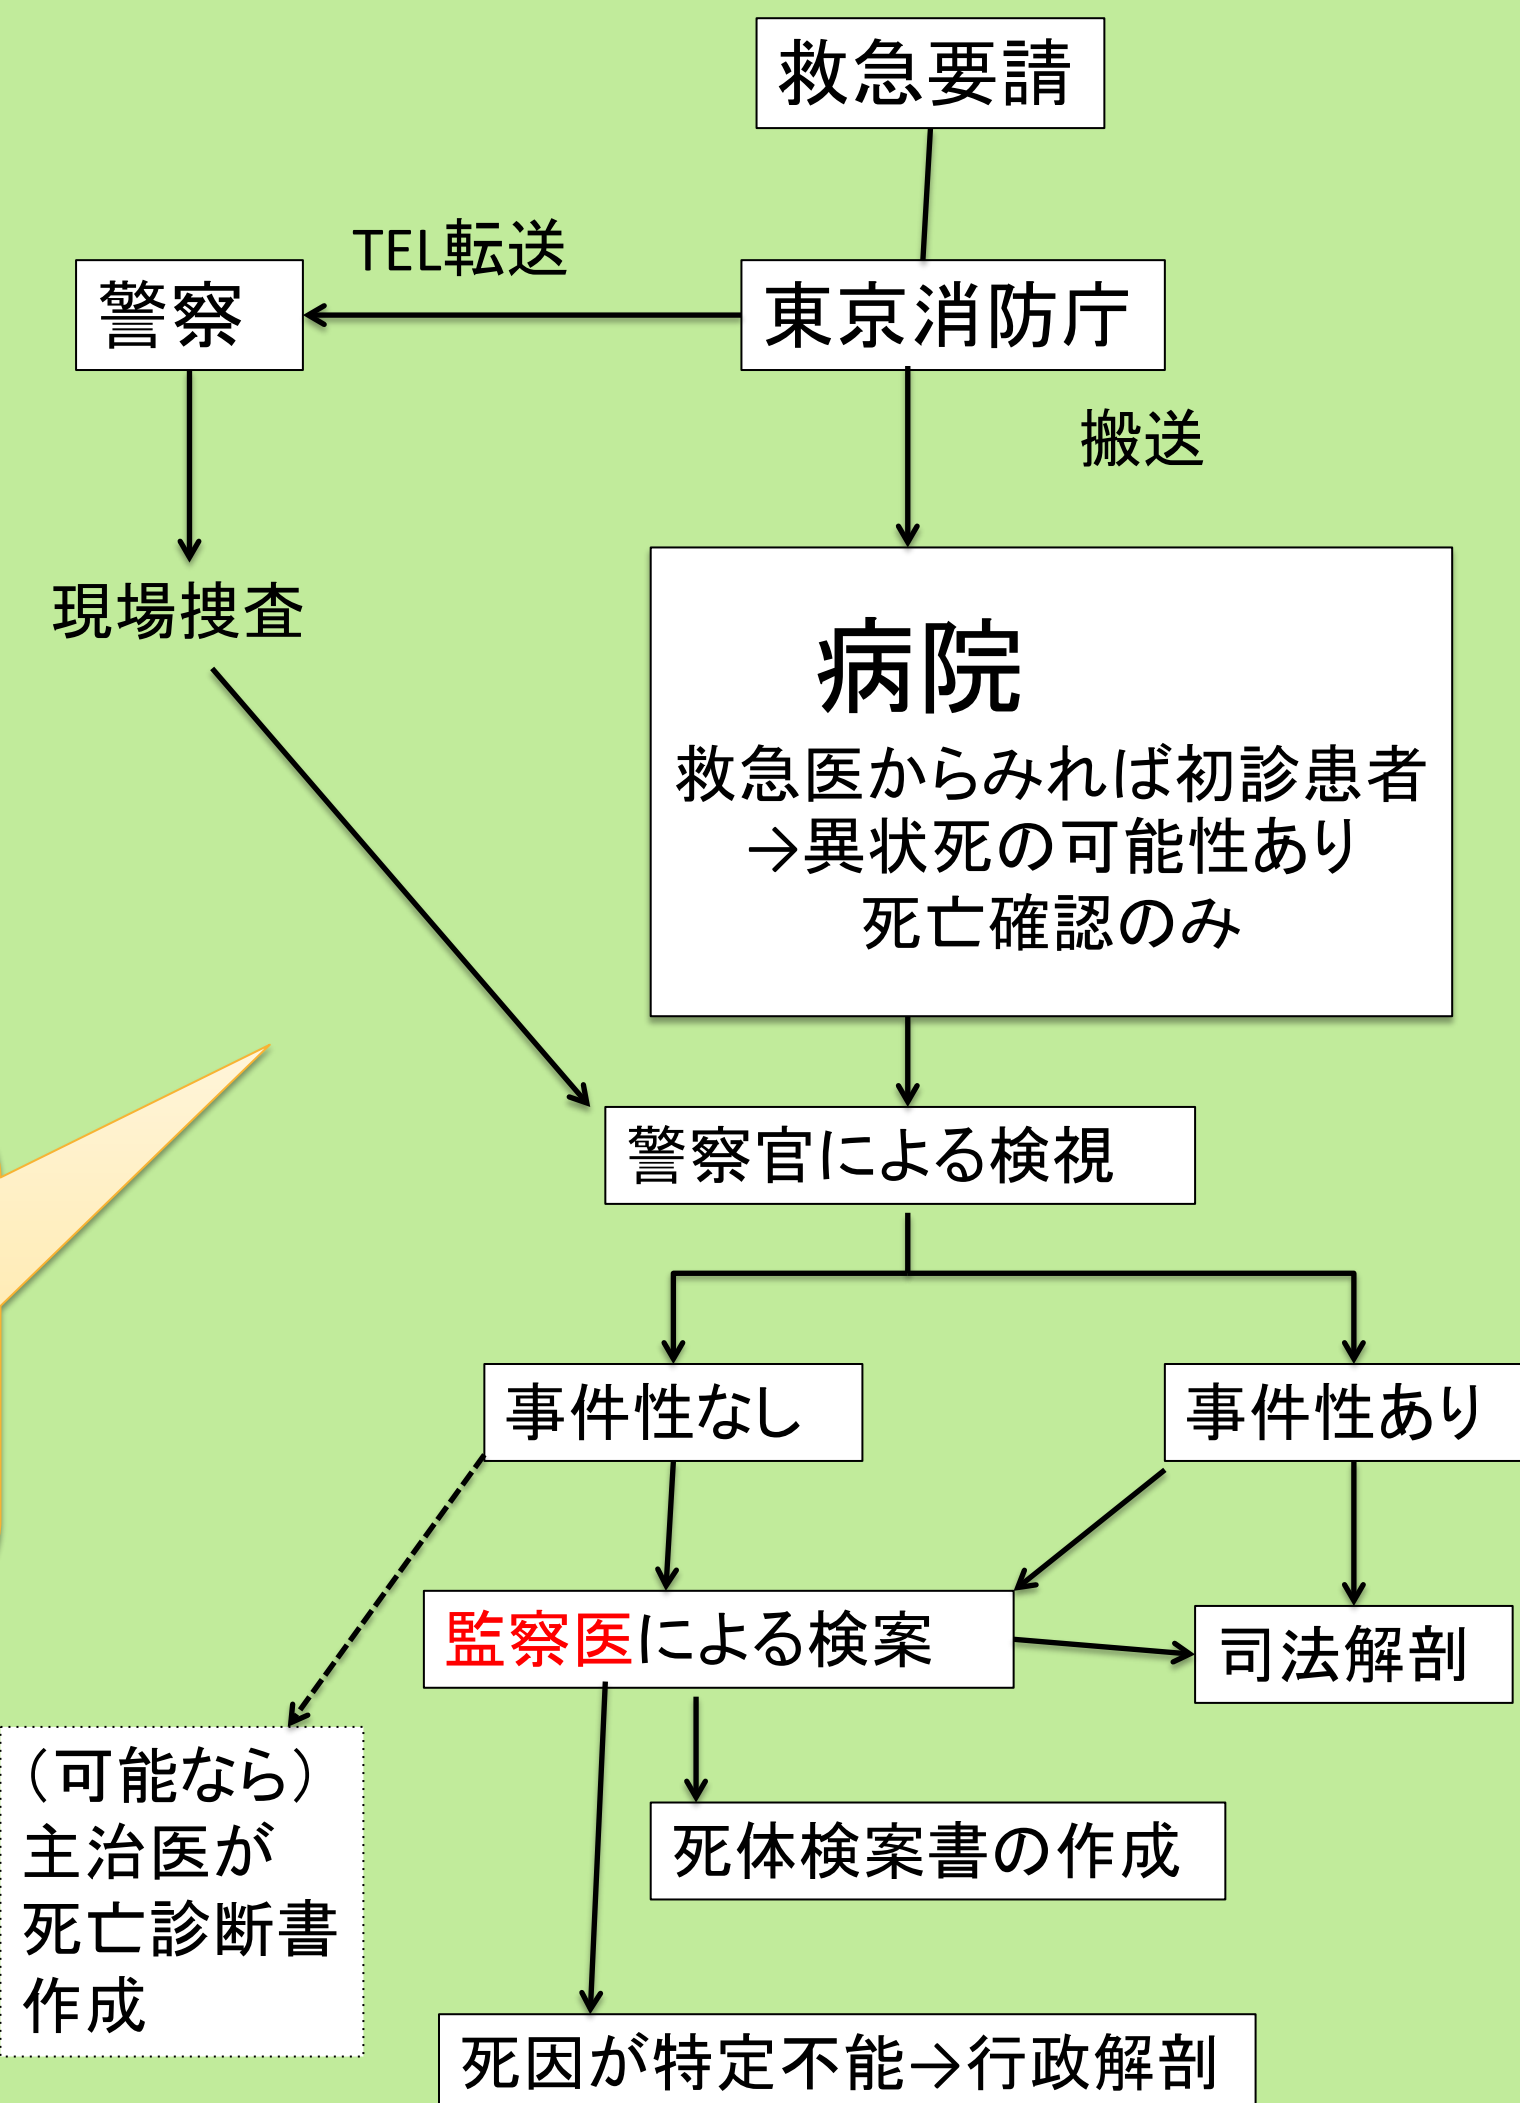 救急要請
TEL転送
警察
東京消防庁
搬送
現場捜査
病院
救急医からみれば初診患者
→異状死の可能性あり
死亡確認のみ
警察官による検視
事件性なし
事件性あり
監察医による検案
司法解剖
（可能なら）
主治医が
死亡診断書
作成
死体検案書の作成
死因が特定不能→行政解剖